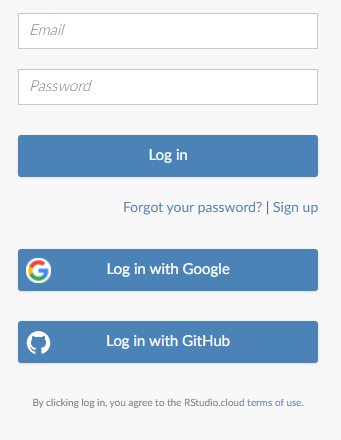 Email
Password
Log in
Forgot your password? | Sign up
Log in with Google
Log in with GitHub
By clicking log in, you agree to the RStudio.cloud terms of use.